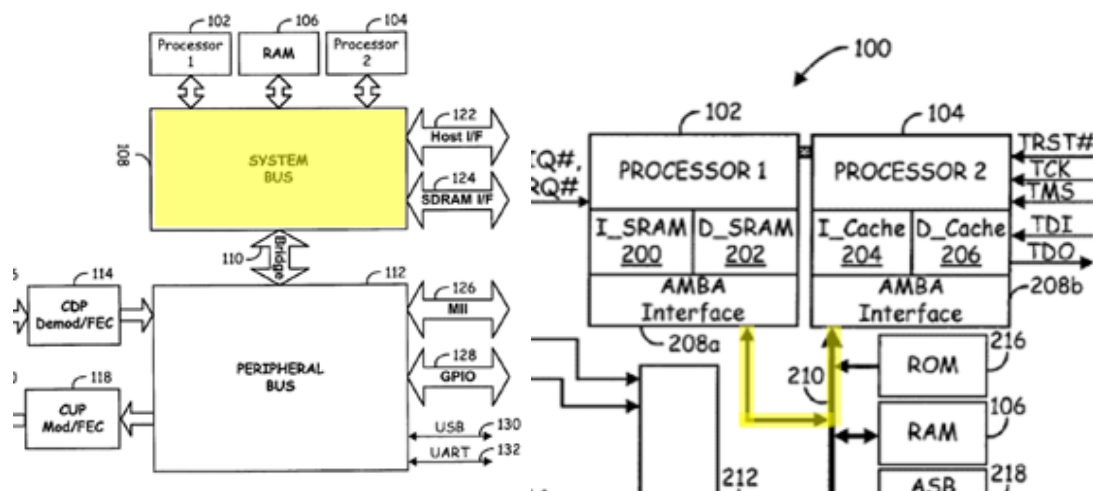 102
106
104
Processor
1
RAM
Processor
2
108
SYSTEM
BUS
122
Host I/F
124
SDRAM I/F
110
Bridge
112
114
CDP
Demod/FEC
118
CUP
Mod/FEC
PERIPHERAL
BUS
126
MII
128
GPIO
USB
130
UART
132
100
102
104
IQ#,
RQ#
PROCESSOR 1
PROCESSOR 2
I_SRAM
200
D_SRAM
202
I_Cache
204
D_Cache
206
AMBA
Interface
AMBA
Interface
208a
208b
TRST#
TCK
TMS
TDI
TDO
210
216
ROM
106
RAM
218
ASB
212